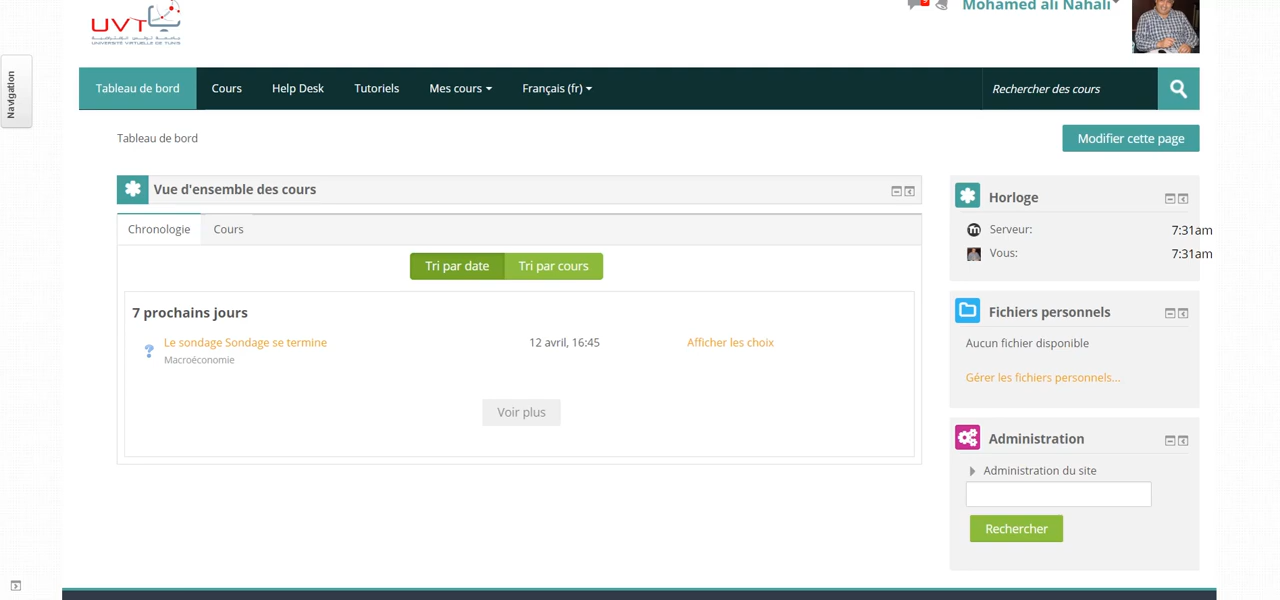 UVT
UNIVERSITÉ VIRTUELLE DE TUNIS
Mohamed ali Nahali
Navigation
Tableau de bord
Cours
Help Desk
Tutoriels
Mes cours
Français (fr)
Rechercher des cours
Tableau de bord
Modifier cette page
Vue d'ensemble des cours
Chronologie
Cours
Tri par date
Tri par cours
7 prochains jours
Le sondage Sondage se termine
12 avril, 16:45
Afficher les choix
Macroéconomie
Voir plus
Horloge
Serveur:
7:31am
Vous:
7:31am
Fichiers personnels
Aucun fichier disponible
Gérer les fichiers personnels...
Administration
Administration du site
Rechercher